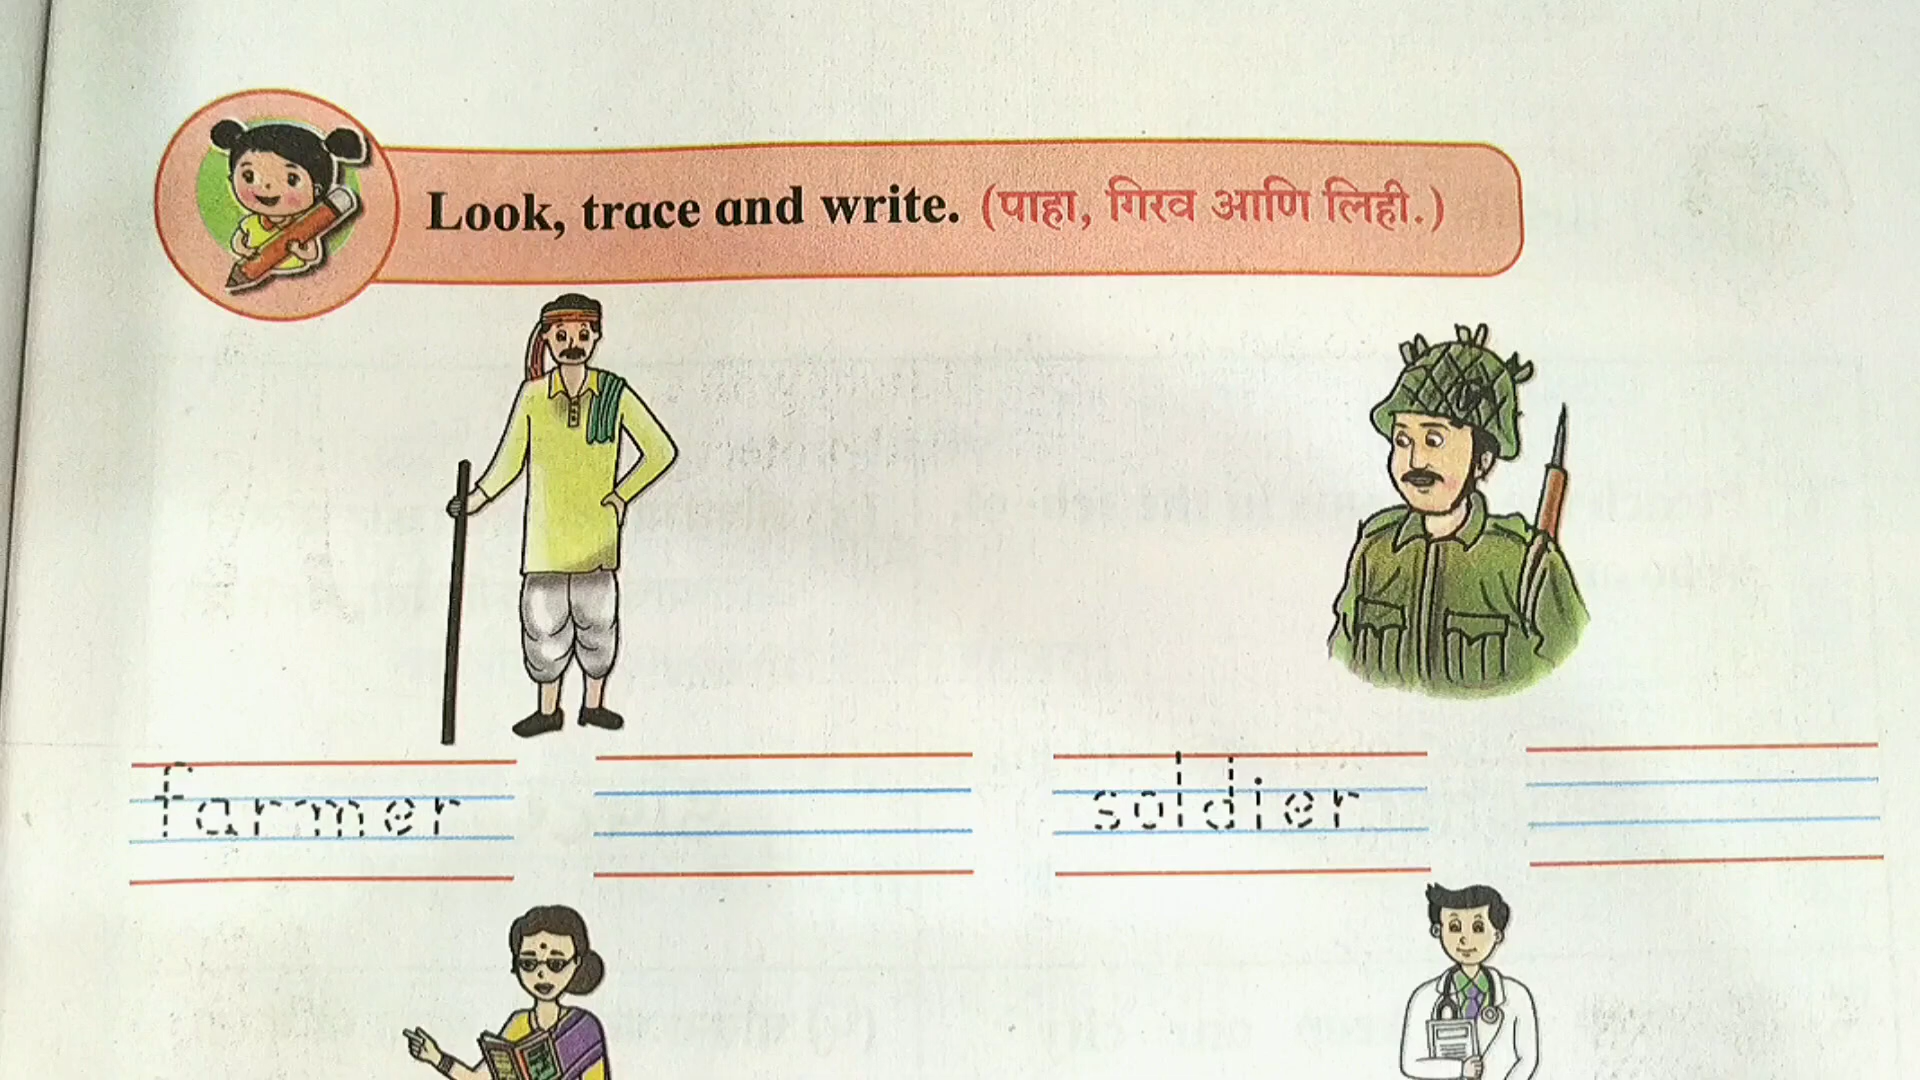 Look, trace and write. (पाहा, गिरव आणि लिही.)
farmer
soldier